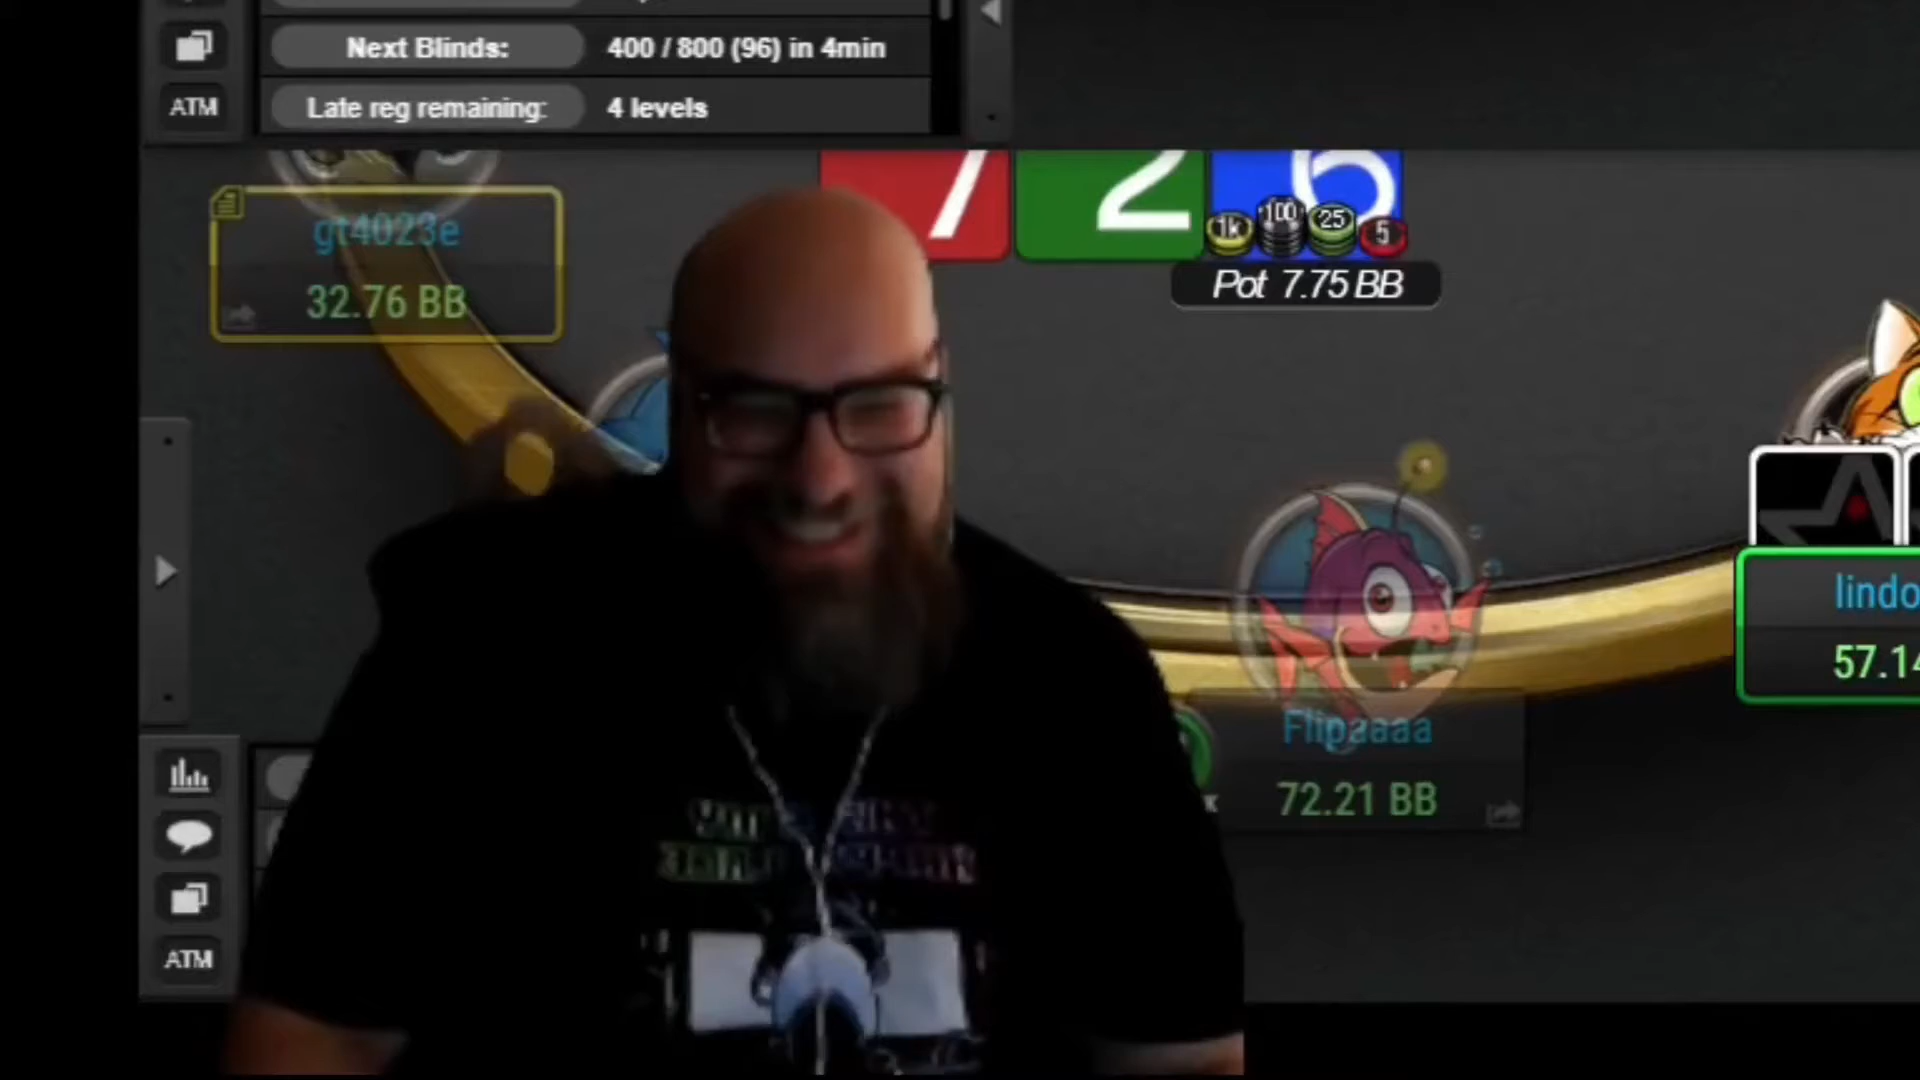 Next Blinds: 400 / 800 (96) in 4min
ATM
Late reg remaining: 4 levels
7 2 6
1k 100 25 5
gt4023e
32.76 BB
Pot 7.75 BB
lindo
57.14
Flipaaaa
72.21 BB
ATM